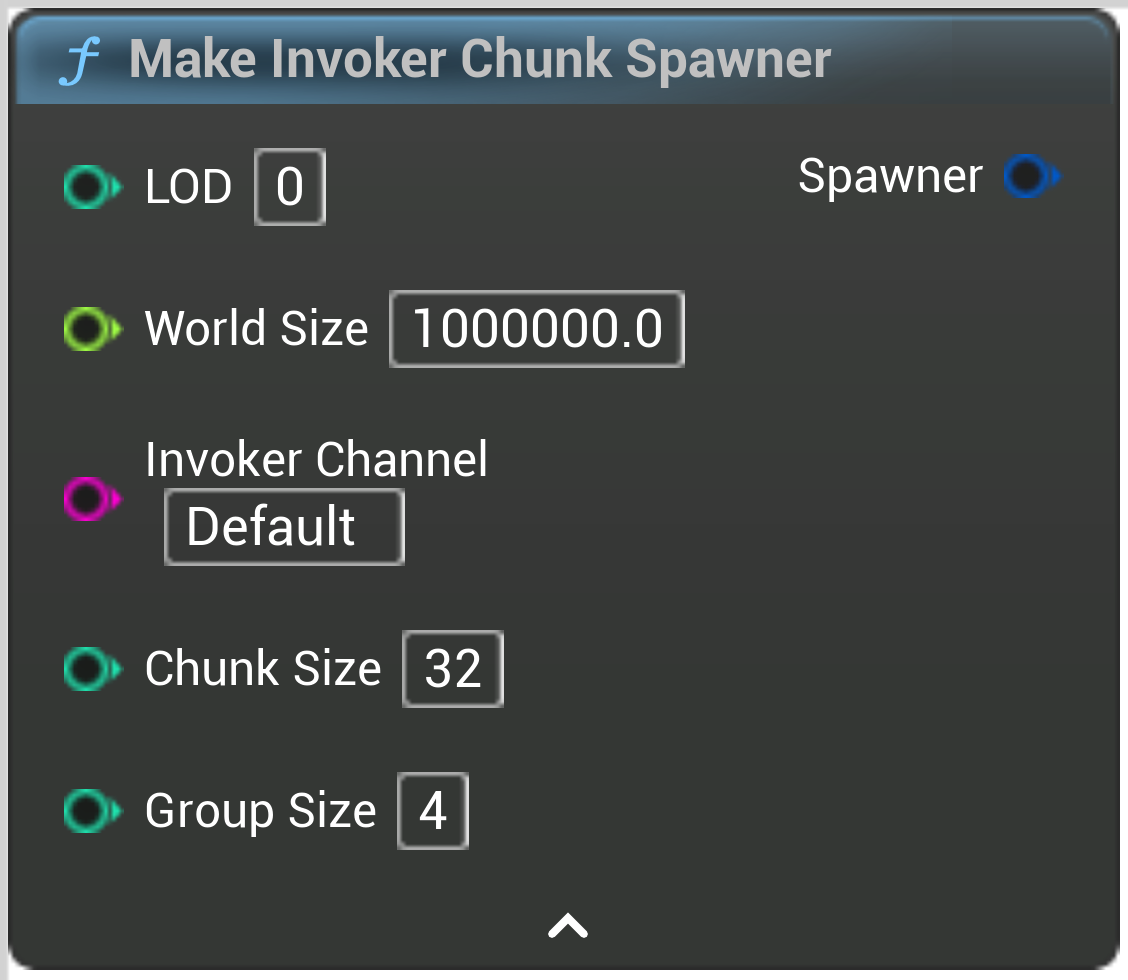 Make Invoker Chunk Spawner
LOD 0
Spawner
World Size 1000000.0
Invoker Channel
Default
Chunk Size 32
Group Size 4